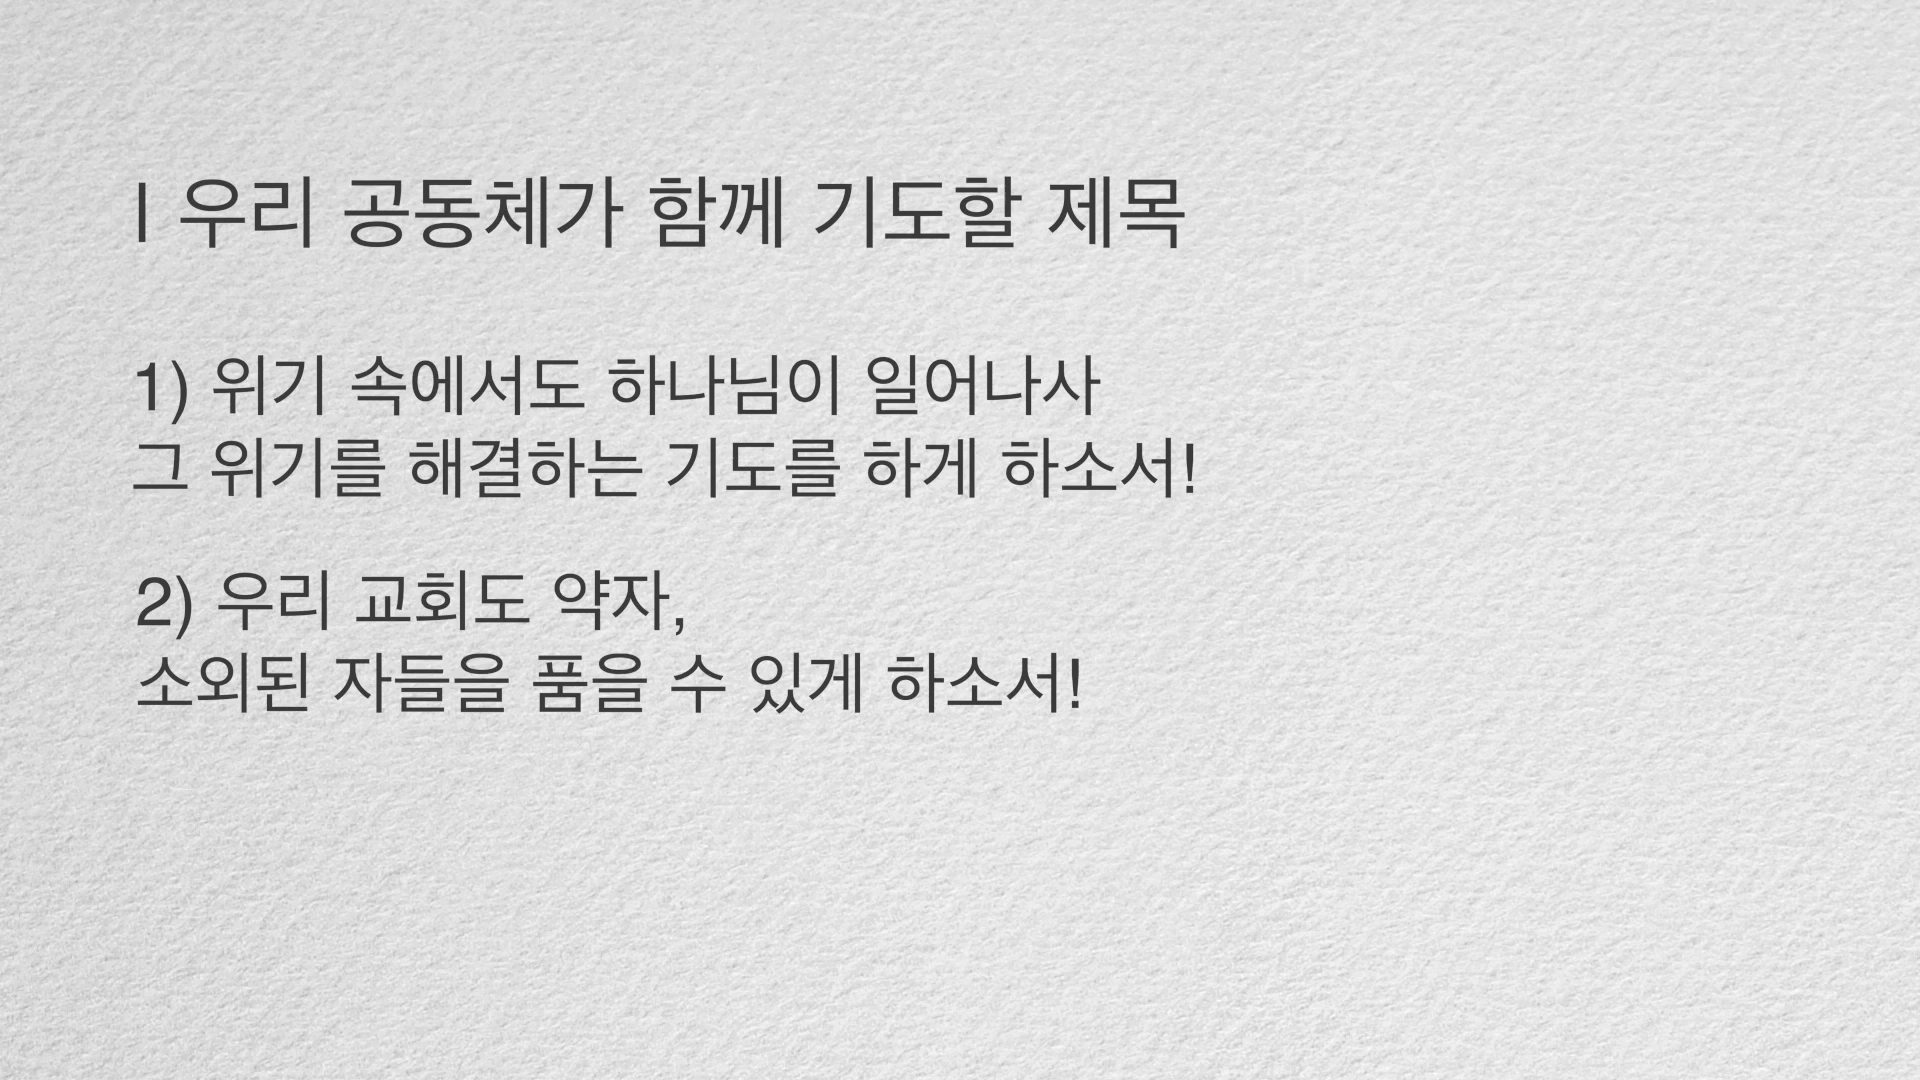 | 우리 공동체가 함께 기도할 제목
1) 위기 속에서도 하나님이 일어나사
그 위기를 해결하는 기도를 하게 하소서!
2) 우리 교회도 약자,
소외된 자들을 품을 수 있게 하소서!